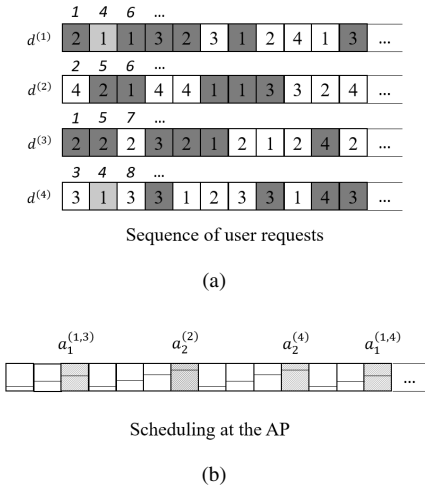 1 4 6 ...
d^(1) 2 1 1 3 2 3 1 2 4 1 3 ...
2 5 6 ...
d^(2) 4 2 1 4 4 1 1 3 3 2 4 ...
1 5 7 ...
d^(3) 2 2 2 3 2 1 2 1 2 4 2 ...
3 4 8 ...
d^(4) 3 1 3 3 1 2 3 3 1 4 3 ...
Sequence of user requests
(a)
a_1^(1,3) a_2^(2) a_2^(4) a_1^(1,4)
...
Scheduling at the AP
(b)